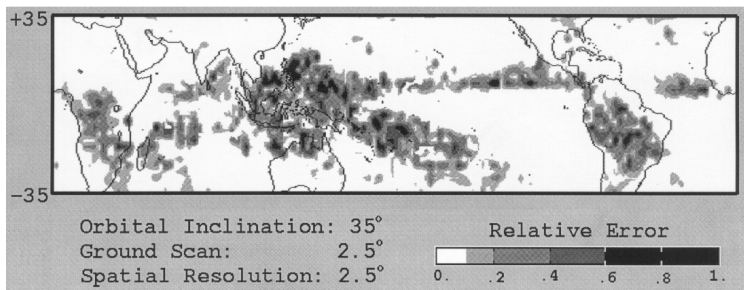 +35
−35
Orbital Inclination: 35°
Ground Scan: 2.5°
Spatial Resolution: 2.5°
Relative Error
0. .2 .4 .6 .8 1.